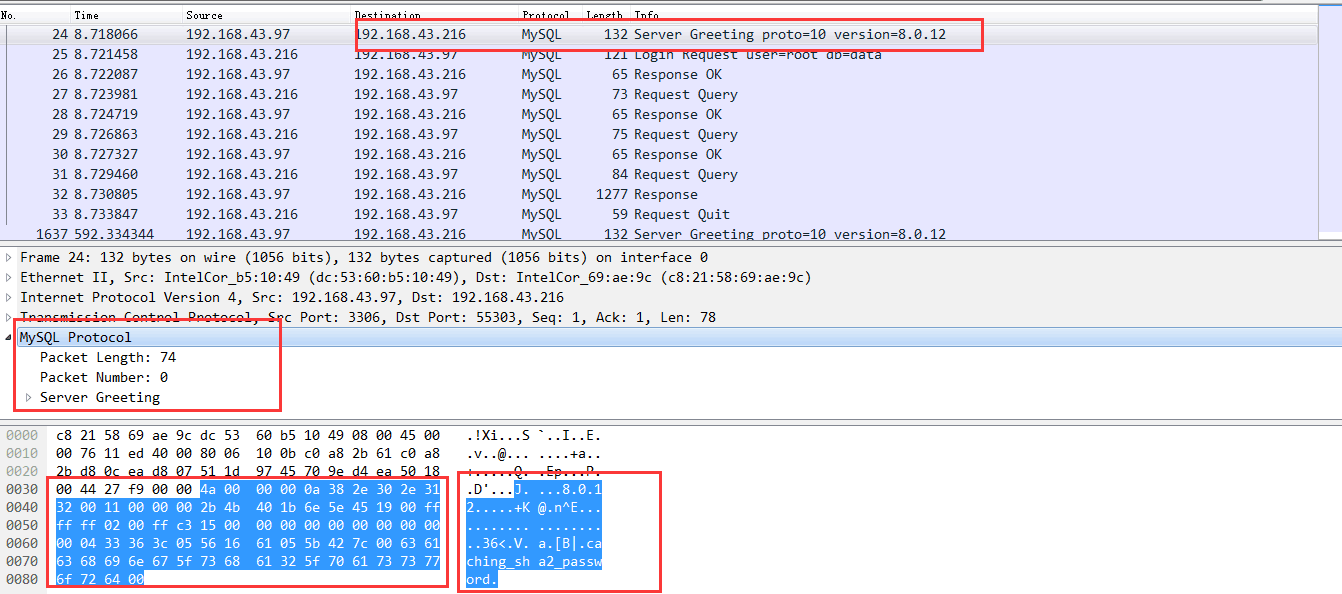 No. Time Source Destination Protocol Length Info
24 8.718066 192.168.43.97 192.168.43.216 MySQL 132 Server Greeting proto=10 version=8.0.12
25 8.721458 192.168.43.216 192.168.43.97 MySQL 121 Login Request user=root db=data
26 8.722087 192.168.43.97 192.168.43.216 MySQL 65 Response OK
27 8.723981 192.168.43.216 192.168.43.97 MySQL 73 Request Query
28 8.724719 192.168.43.97 192.168.43.216 MySQL 65 Response OK
29 8.726863 192.168.43.216 192.168.43.97 MySQL 75 Request Query
30 8.727327 192.168.43.97 192.168.43.216 MySQL 65 Response OK
31 8.729460 192.168.43.216 192.168.43.97 MySQL 84 Request Query
32 8.730805 192.168.43.97 192.168.43.216 MySQL 1277 Response
33 8.733847 192.168.43.216 192.168.43.97 MySQL 59 Request Quit
1637 592.334344 192.168.43.97 192.168.43.216 MySQL 132 Server Greeting proto=10 version=8.0.12
Frame 24: 132 bytes on wire (1056 bits), 132 bytes captured (1056 bits) on interface 0
Ethernet II, Src: IntelCor_b5:10:49 (dc:53:60:b5:10:49), Dst: IntelCor_69:ae:9c (c8:21:58:69:ae:9c)
Internet Protocol Version 4, Src: 192.168.43.97, Dst: 192.168.43.216
Transmission Control Protocol, Src Port: 3306, Dst Port: 55303, Seq: 1, Ack: 1, Len: 78
MySQL Protocol
Packet Length: 74
Packet Number: 0
Server Greeting
0000 c8 21 58 69 ae 9c dc 53 60 b5 10 49 08 00 45 00 .!Xi...S `..I..E.
0010 00 76 11 ed 40 00 80 06 10 0b c0 a8 2b 61 c0 a8 .v..@... ....+a..
0020 2b d8 0c ea d8 07 51 1d 97 45 70 9e d4 ea 50 18 +.....Q. .Ep...P.
0030 00 44 27 f9 00 00 4a 00 00 00 0a 38 2e 30 2e 31 .D'...J. ...8.0.1
0040 32 00 11 00 00 00 2b 4b 40 1b 6e 5e 45 19 00 ff 2.....+K @.n^E...
0050 ff ff 02 00 ff c3 15 00 00 00 00 00 00 00 00 00 ........ ........
0060 00 04 33 36 3c 05 56 16 61 05 5b 42 7c 00 63 61 ..36<.V. a.[B|.ca
0070 63 68 69 6e 67 5f 73 68 61 32 5f 70 61 73 73 77 ching_sh a2_passw
0080 6f 72 64 00 ord.